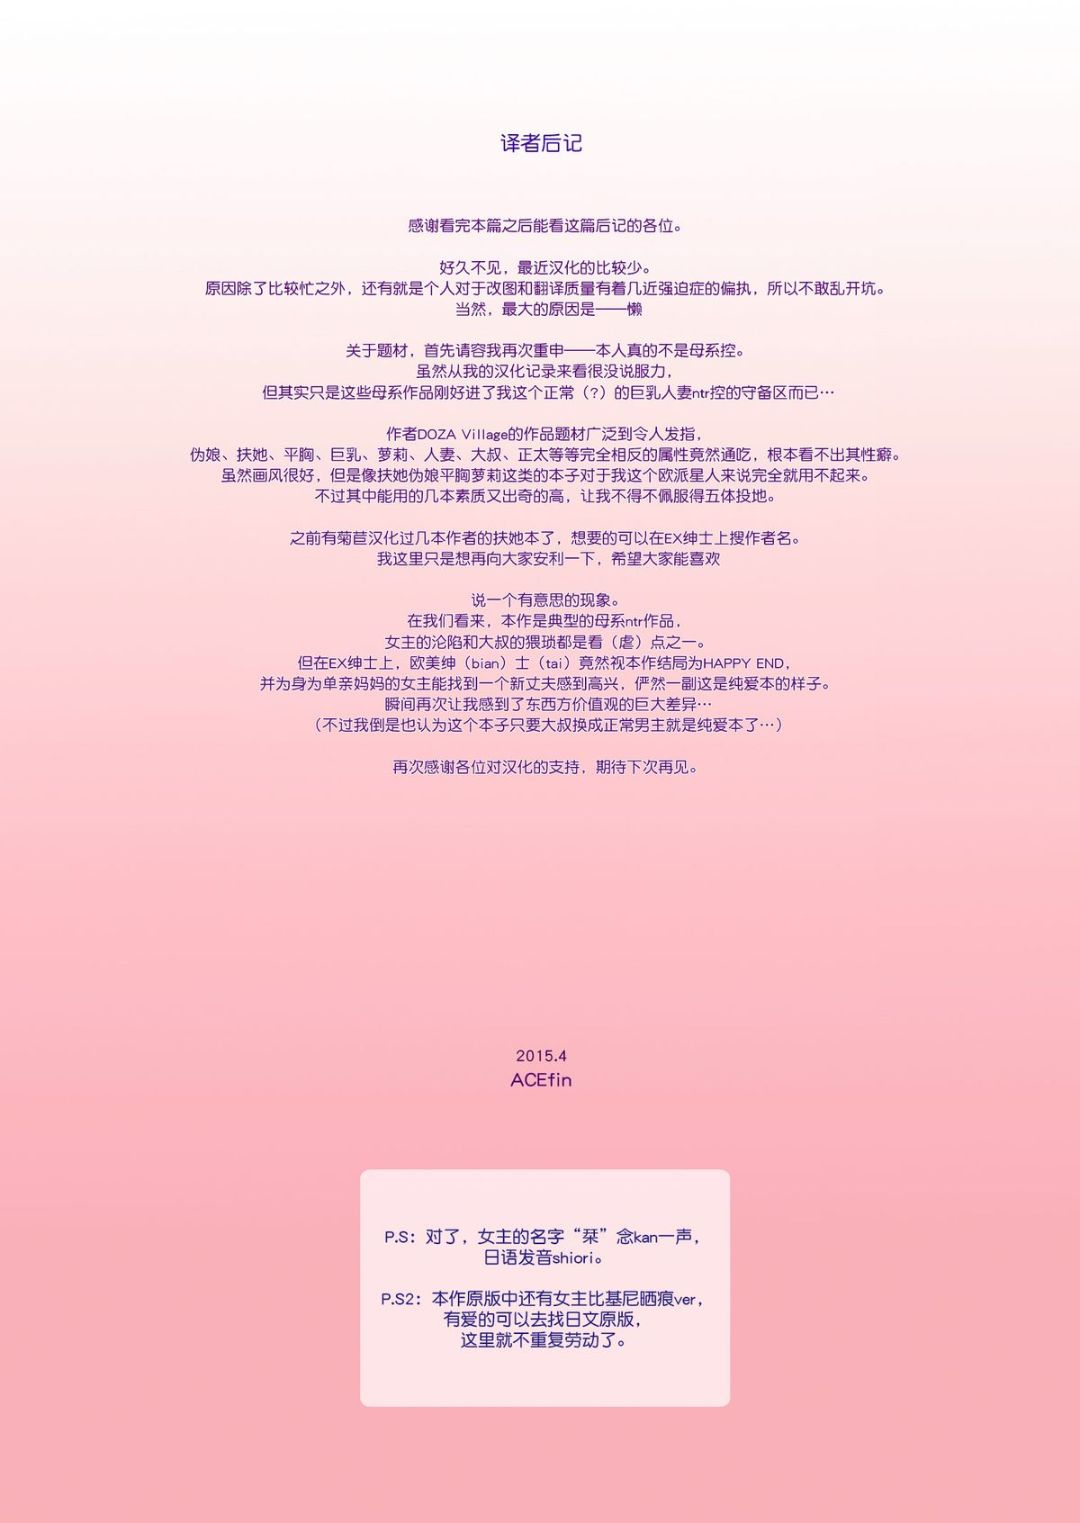 译者后记
感谢看完本篇之后能看这篇后记的各位。
好久不见，最近汉化的比较少。
原因除了比较忙之外，还有就是个人对于改图和翻译质量有着几近强迫症的偏执，所以不敢乱开坑。
当然，最大的原因是——懒
关于题材，首先请容我再次重申——本人真的不是母系控。
虽然从我的汉化记录来看很没说服力，
但其实只是这些母系作品刚好进了我这个正常（?）的巨乳人妻ntr控的守备区而已…
作者DOZA Village的作品题材广泛到令人发指，
伪娘、扶她、平胸、巨乳、萝莉、人妻、大叔、正太等等完全相反的属性竟然通吃，根本看不出其性癖。
虽然画风很好，但是像扶她伪娘平胸萝莉这类的本子对于我这个欧派星人来说完全就用不起来。
不过其中能用的几本素质又出奇的高，让我不得不佩服得五体投地。
之前有菊苣汉化过几本作者的扶她本了，想要的可以在EX绅士上搜作者名。
我这里只是想再向大家安利一下，希望大家能喜欢
说一个有意思的现象。
在我们看来，本作是典型的母系ntr作品，
女主的沦陷和大叔的猥琐都是看（虐）点之一。
但在EX绅士上，欧美绅（bian）士（tai）竟然视本作结局为HAPPY END，
并为身为单亲妈妈的女主能找到一个新丈夫感到高兴，俨然一副这是纯爱本的样子。
瞬间再次让我感到了东西方价值观的巨大差异…
（不过我倒是也认为这个本子只要大叔换成正常男主就是纯爱本了…）
再次感谢各位对汉化的支持，期待下次再见。
2015.4
ACEfin
P.S：对了，女主的名字“栞”念kan一声，
日语发音shiori。
P.S2：本作原版中还有女主比基尼晒痕ver，
有爱的可以去找日文原版，
这里就不重复劳动了。